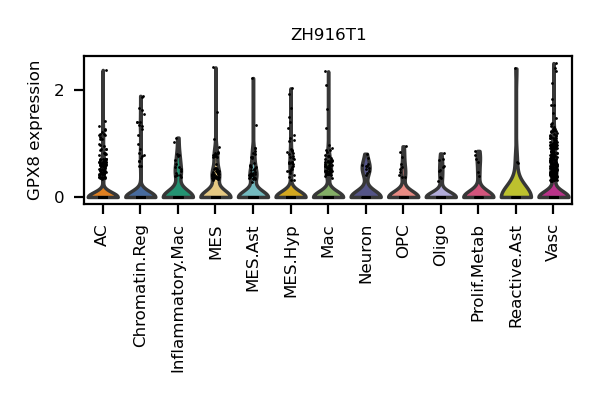 ZH916T1
GPX8 expression
2
0
AC
Chromatin.Reg
Inflammatory.Mac
MES
MES.Ast
MES.Hyp
Mac
Neuron
OPC
Oligo
Prolif.Metab
Reactive.Ast
Vasc